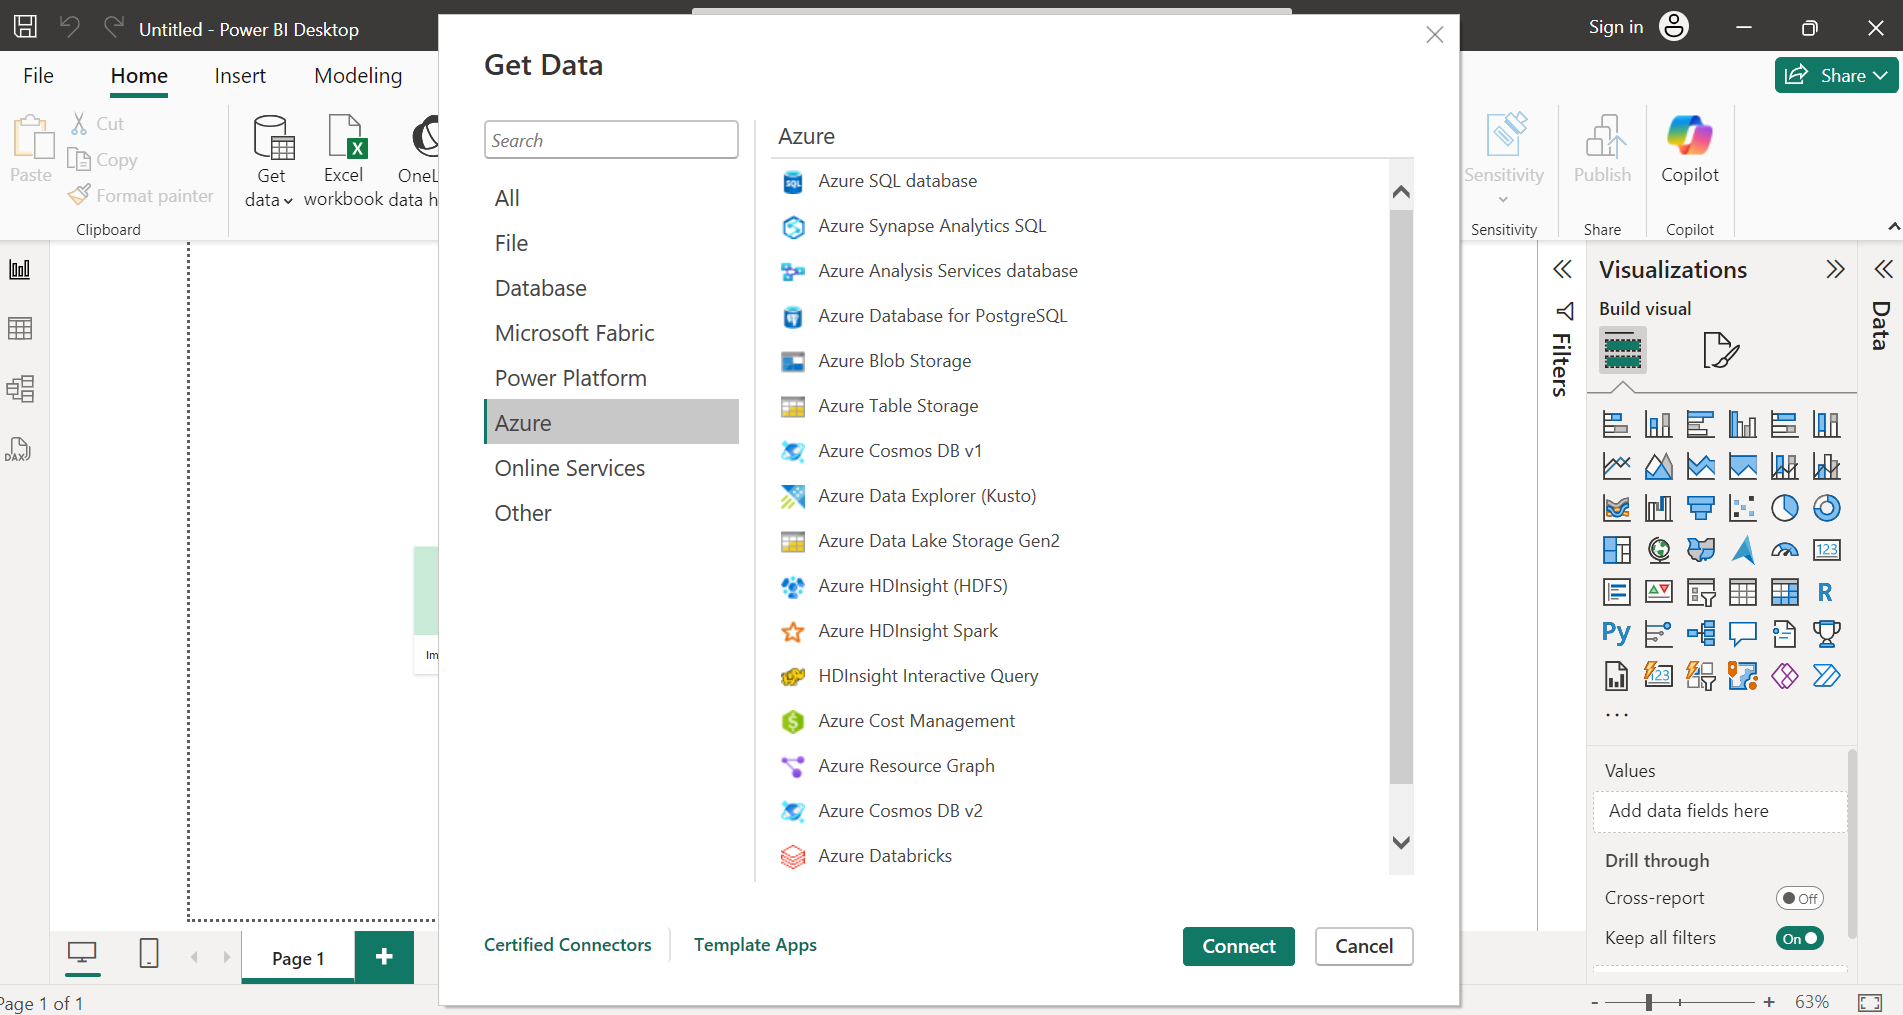 Untitled - Power BI Desktop
Sign in
File
Home
Insert
Modeling
Share
Paste
Cut
Copy
Format painter
Clipboard
Get
data
Excel
workbook
OneL
data h
Sensitivity
Sensitivity
Publish
Share
Copilot
Copilot
DAX
Im
Get Data
Search
All
File
Database
Microsoft Fabric
Power Platform
Azure
Online Services
Other
Azure
SQL
Azure SQL database
Azure Synapse Analytics SQL
Azure Analysis Services database
Azure Database for PostgreSQL
Azure Blob Storage
Azure Table Storage
Azure Cosmos DB v1
Azure Data Explorer (Kusto)
Azure Data Lake Storage Gen2
Azure HDInsight (HDFS)
Azure HDInsight Spark
HDInsight Interactive Query
Azure Cost Management
Azure Resource Graph
Azure Cosmos DB v2
Azure Databricks
Certified Connectors
Template Apps
Connect
Cancel
Filters
Visualizations
Build visual
123
R
Py
123
...
Values
Add data fields here
Drill through
Cross-report
Off
Keep all filters
On
Data
Page 1
+
Page 1 of 1
- + 63%